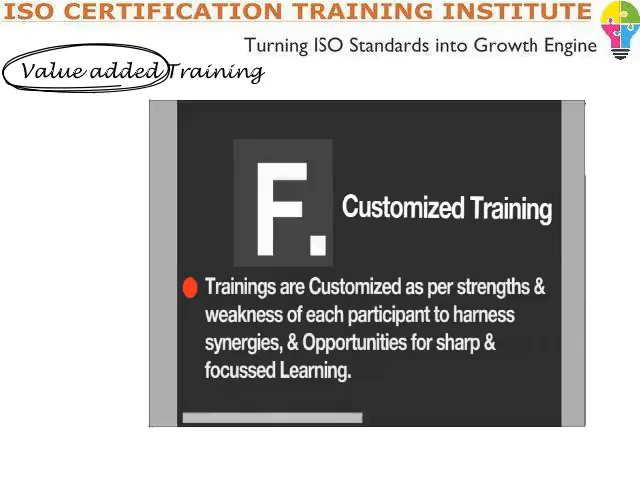 ISO CERTIFICATION TRAINING INSTITUTE
Turning ISO Standards into Growth Engine
Value added Training
F.
Customized Training
Trainings are Customized as per strengths &
weakness of each participant to harness
synergies, & Opportunities for sharp &
focussed Learning.